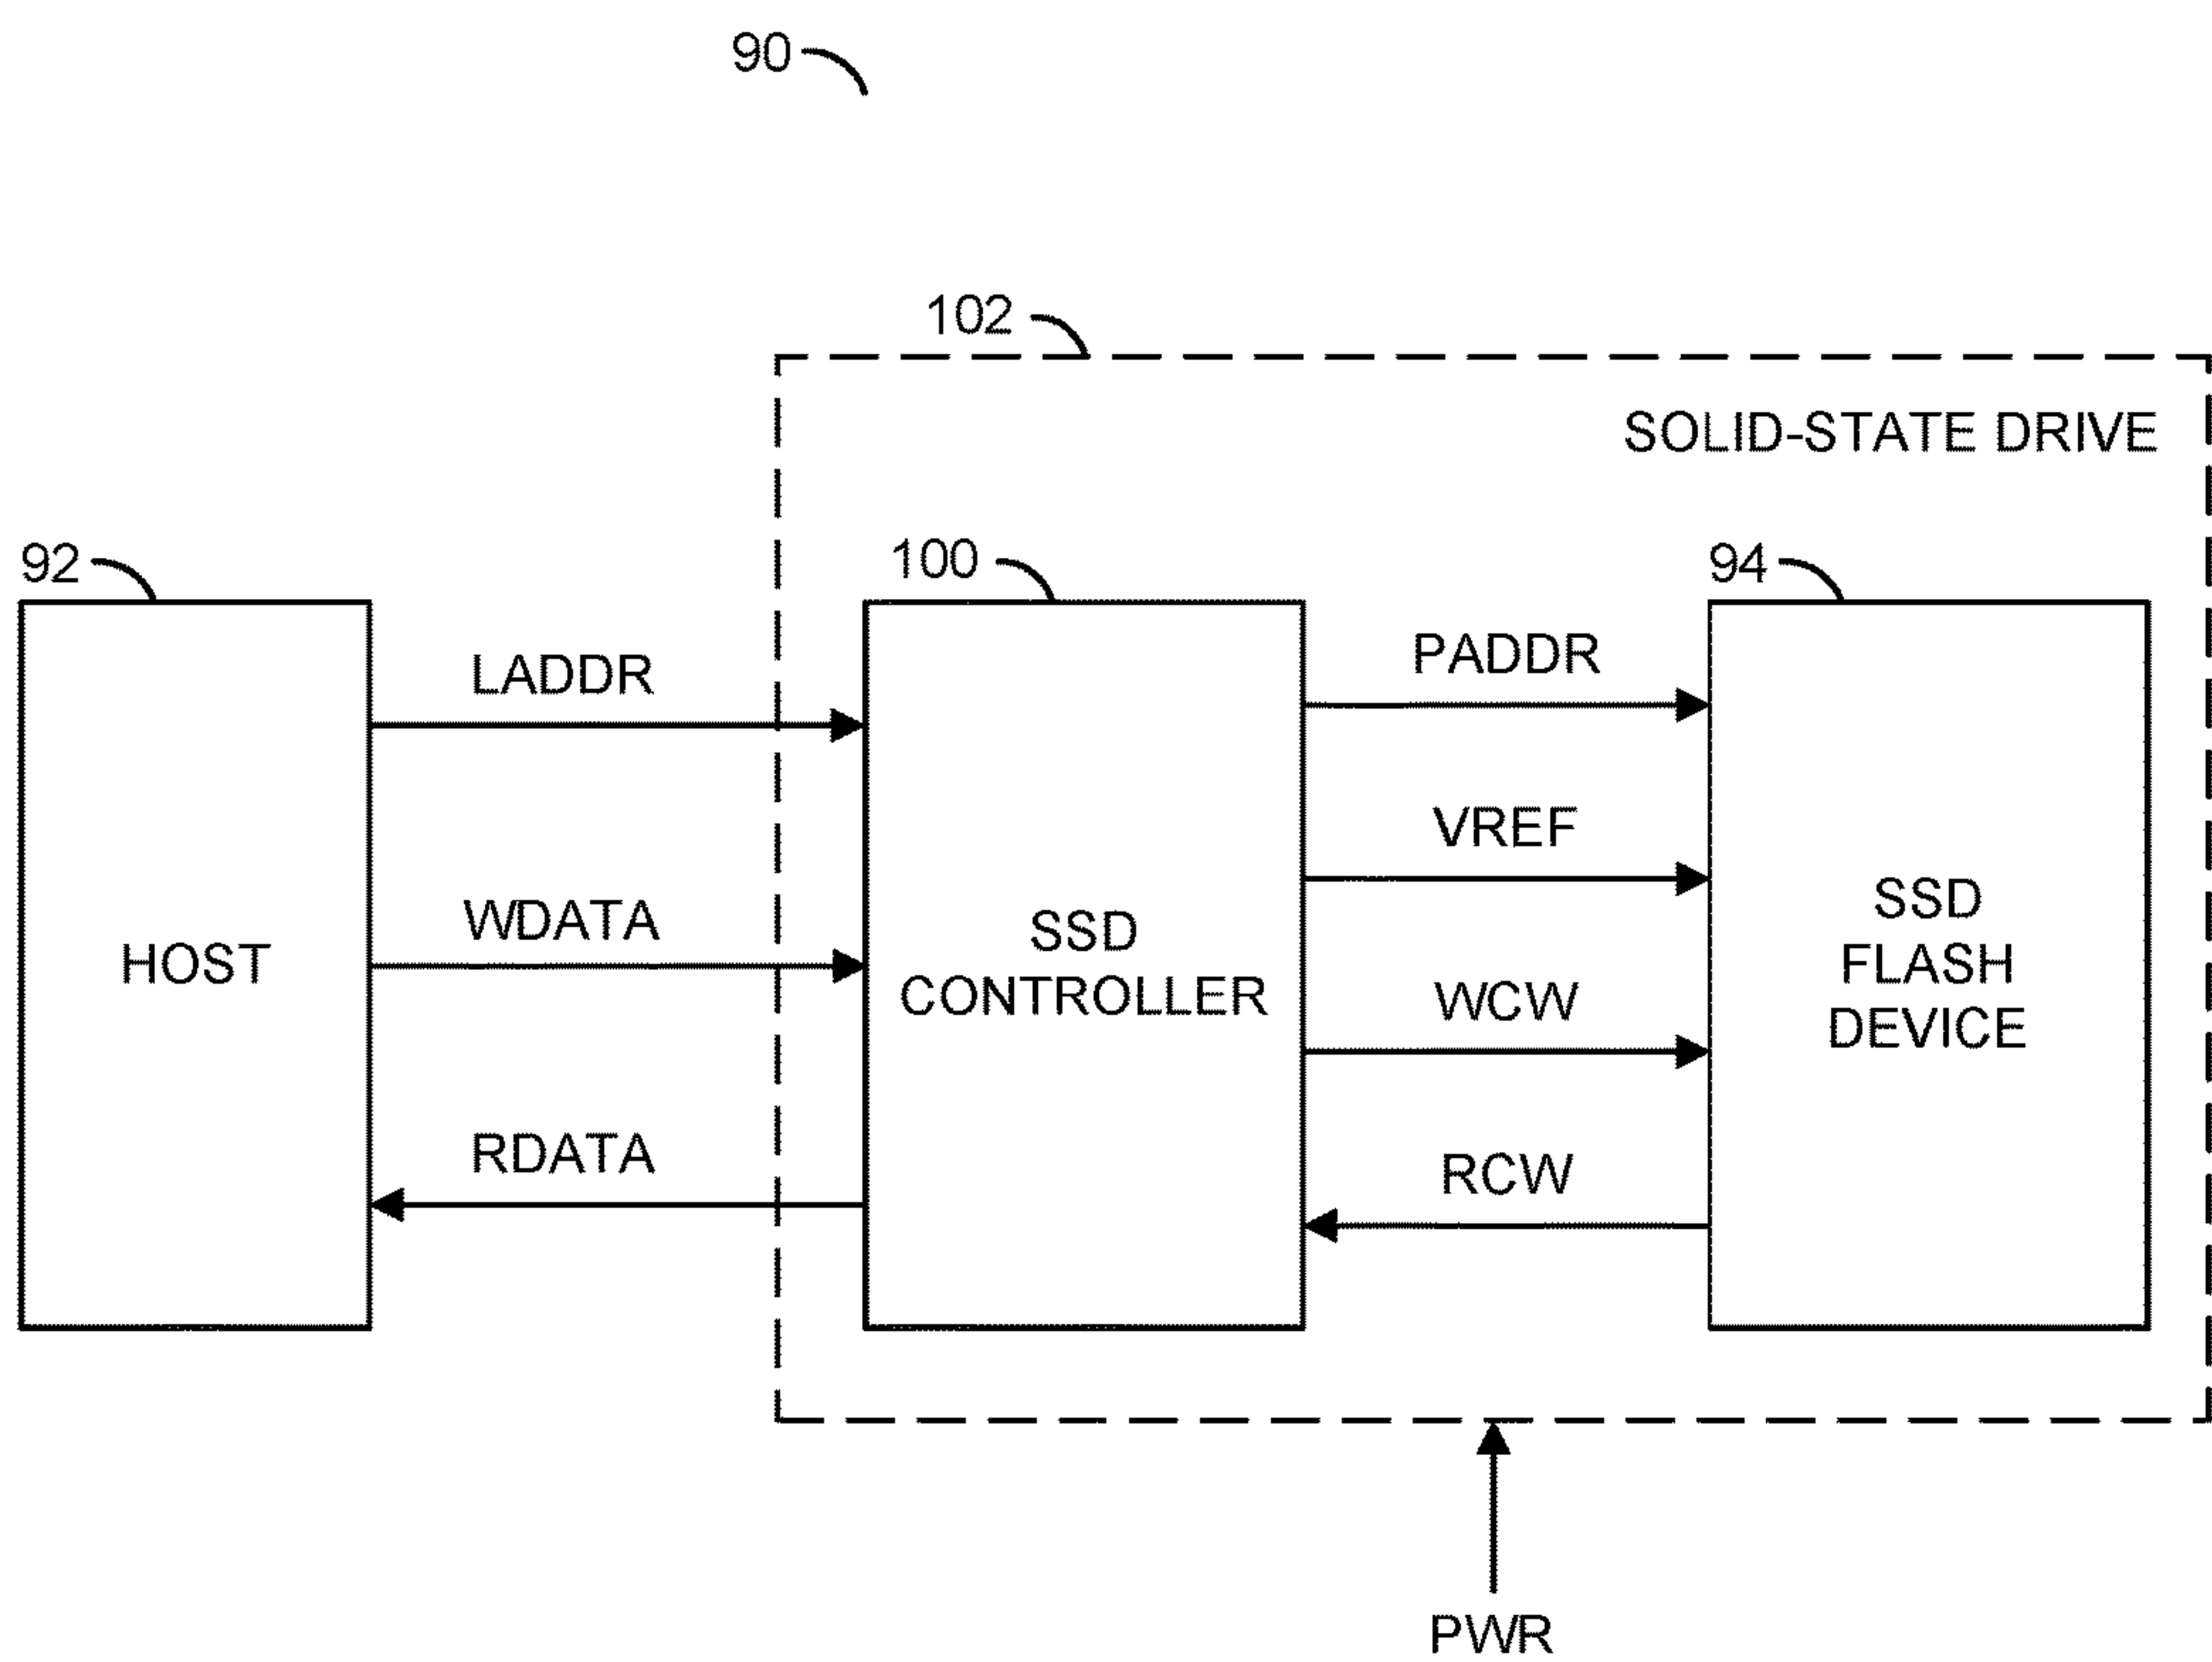 90
102
SOLID-STATE DRIVE
92
100
94
LADDR
WDATA
RDATA
PADDR
VREF
WCW
RCW
HOST
SSD
CONTROLLER
SSD
FLASH
DEVICE
PWR